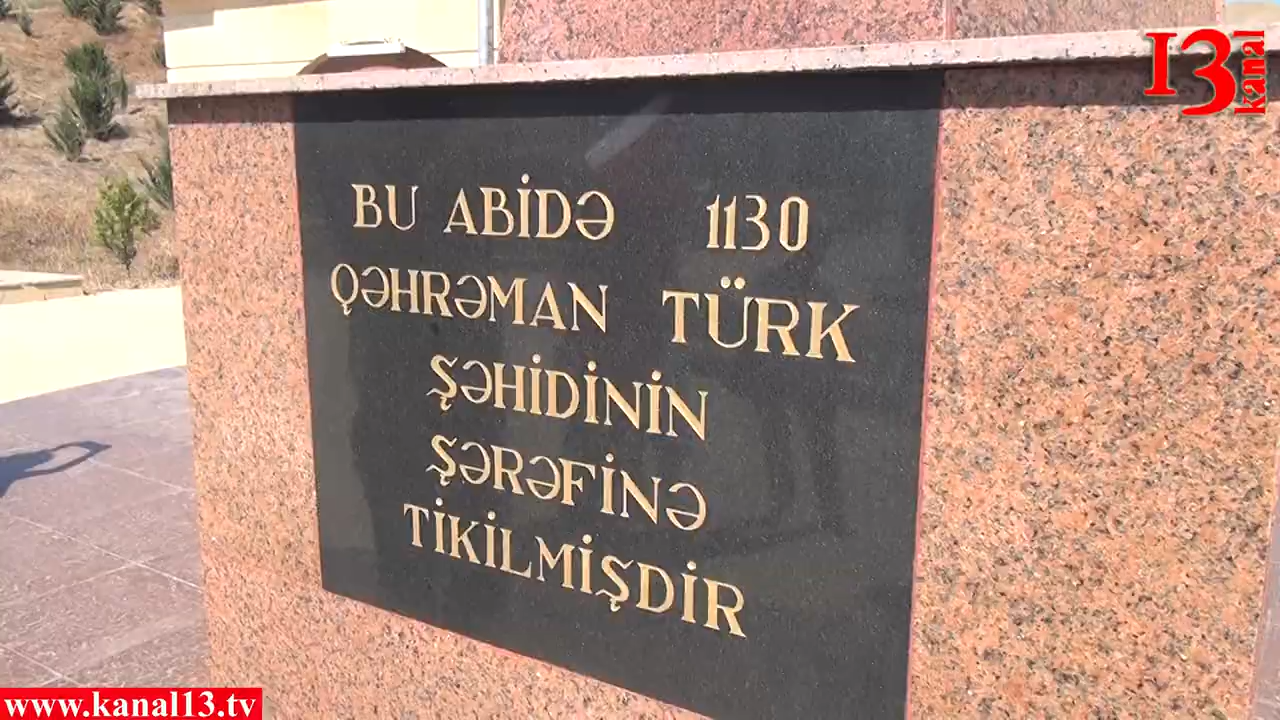 13 kanal
BU ABİDƏ 1130
QƏHRƏMAN TÜRK
ŞƏHİDİNİN
ŞƏRƏFİNƏ
TİKİLMİŞDİR
www.kanal13.tv